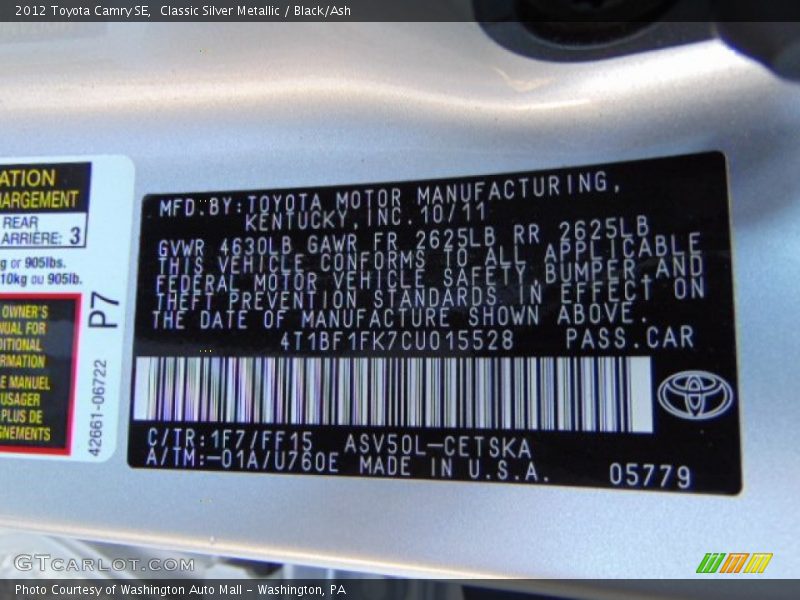 2012 Toyota Camry SE, Classic Silver Metallic / Black/Ash
ATION
ARGEMENT
REAR
ARRIÈRE: 3
g or 905lbs.
10kg ou 905lb.
OWNER'S
UAL FOR
ITIONAL
RMATION
E MANUEL
USAGER
PLUS DE
GNEMENTS
P7
42661-06722
MFD.BY:TOYOTA MOTOR MANUFACTURING,
KENTUCKY,INC.10/11
GVWR 4630LB GAWR FR 2625LB RR 2625LB
THIS VEHICLE CONFORMS TO ALL APPLICABLE
FEDERAL MOTOR VEHICLE SAFETY,BUMPER AND
THEFT PREVENTION STANDARDS IN EFFECT ON
THE DATE OF MANUFACTURE SHOWN ABOVE.
4T1BF1FK7CU015528 PASS.CAR
C/TR:1F7/FF15 ASV50L-CETSKA
A/TM:-01A/U760E MADE IN U.S.A. 05779
GTCarlot.com
Photo Courtesy of Washington Auto Mall - Washington, PA